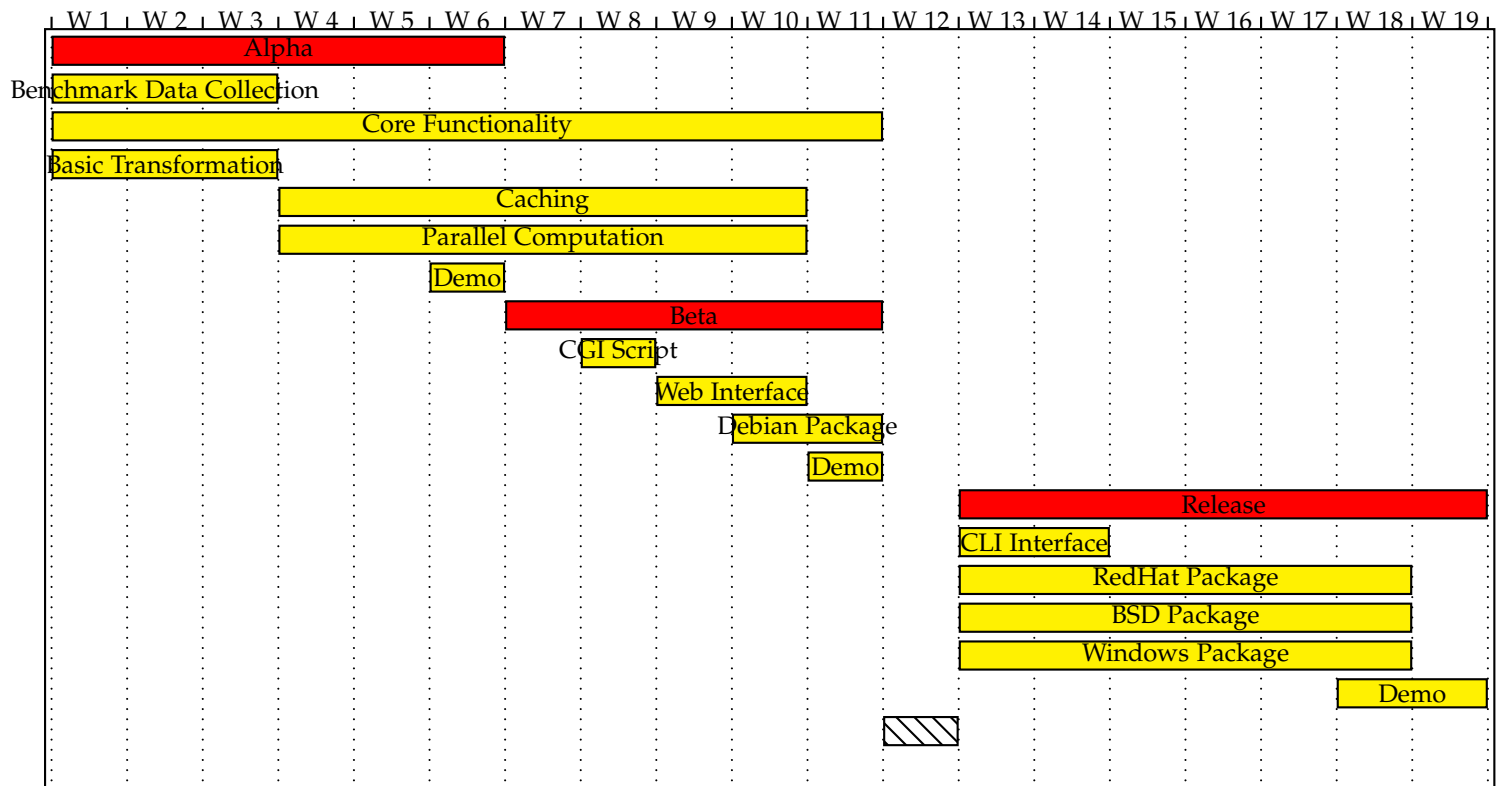 W 1 W 2 W 3 W 4 W 5 W 6 W 7 W 8 W 9 W 10 W 11 W 12 W 13 W 14 W 15 W 16 W 17 W 18 W 19
Alpha
Benchmark Data Collection
Core Functionality
Basic Transformation
Caching
Parallel Computation
Demo
Beta
CGI Script
Web Interface
Debian Package
Demo
Release
CLI Interface
RedHat Package
BSD Package
Windows Package
Demo